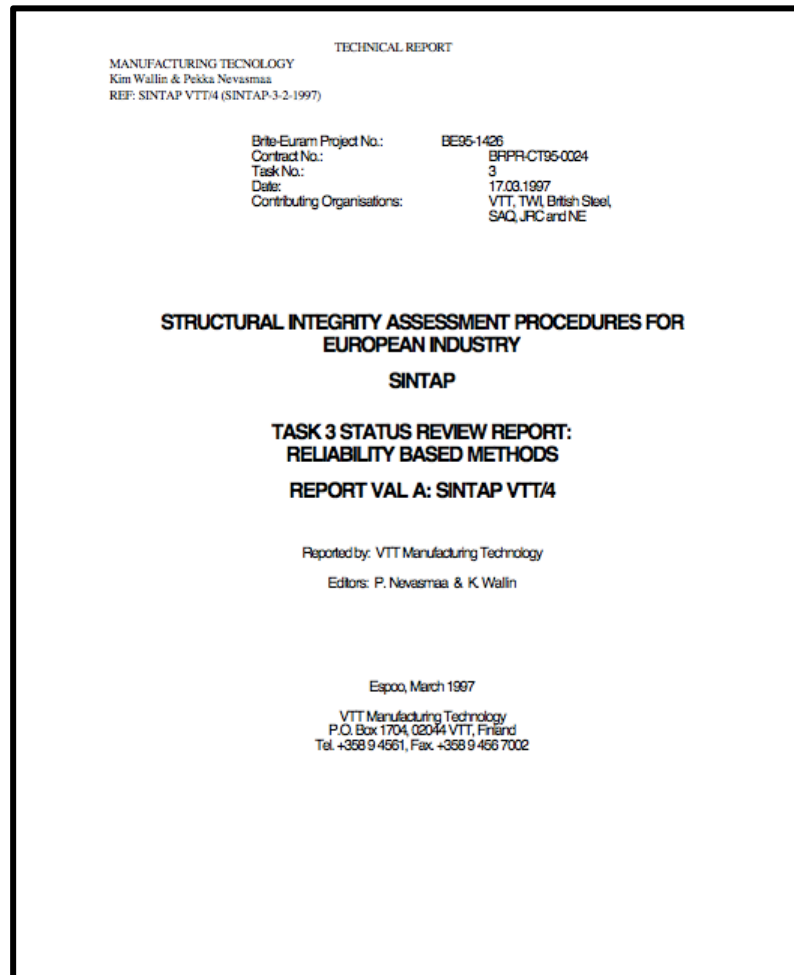 TECHNICAL REPORT
MANUFACTURING TECNOLOGY
Kim Wallin & Pekka Nevasmaa
REF: SINTAP VTT/4 (SINTAP-3-2-1997)
Brite-Euram Project No.: BE95-1426
Contract No.: BRPR-CT95-0024
Task No.: 3
Date: 17.03.1997
Contributing Organisations: VTT, TWI, British Steel,
SAQ, JRC and NE
STRUCTURAL INTEGRITY ASSESSMENT PROCEDURES FOR
EUROPEAN INDUSTRY
SINTAP
TASK 3 STATUS REVIEW REPORT:
RELIABILITY BASED METHODS
REPORT VAL A: SINTAP VTT/4
Reported by: VTT Manufacturing Technology
Editors: P. Nevasmaa & K. Wallin
Espoo, March 1997
VTT Manufacturing Technology
P.O. Box 1704, 02044 VTT, Finland
Tel. +358 9 4561, Fax. +358 9 456 7002